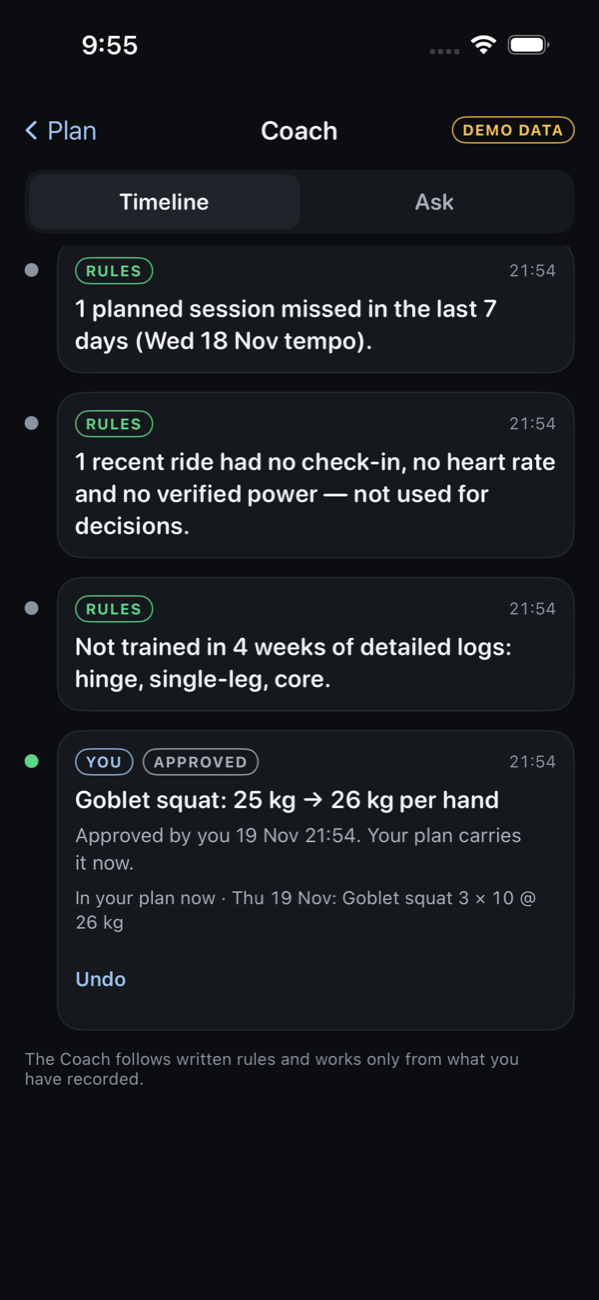 9:55
Plan
Coach
DEMO DATA
Timeline
Ask
RULES
21:54
1 planned session missed in the last 7
days (Wed 18 Nov tempo).
RULES
21:54
1 recent ride had no check-in, no heart rate
and no verified power — not used for
decisions.
RULES
21:54
Not trained in 4 weeks of detailed logs:
hinge, single-leg, core.
YOU
APPROVED
21:54
Goblet squat: 25 kg → 26 kg per hand
Approved by you 19 Nov 21:54. Your plan carries
it now.
In your plan now · Thu 19 Nov: Goblet squat 3 × 10 @
26 kg
Undo
The Coach follows written rules and works only from what you
have recorded.